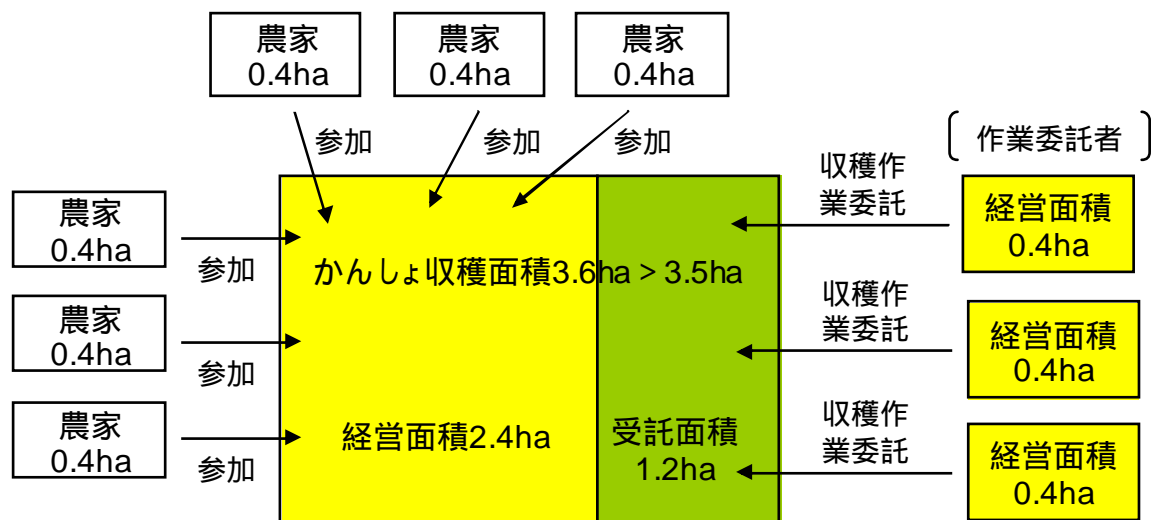 農家
0.4ha
農家
0.4ha
農家
0.4ha
参加
参加
参加
〔 作業委託者 〕
農家
0.4ha
参加
農家
0.4ha
参加
農家
0.4ha
参加
かんしょ収穫面積3.6ha > 3.5ha
経営面積2.4ha
受託面積
1.2ha
収穫作
業委託
経営面積
0.4ha
収穫作
業委託
経営面積
0.4ha
収穫作
業委託
経営面積
0.4ha